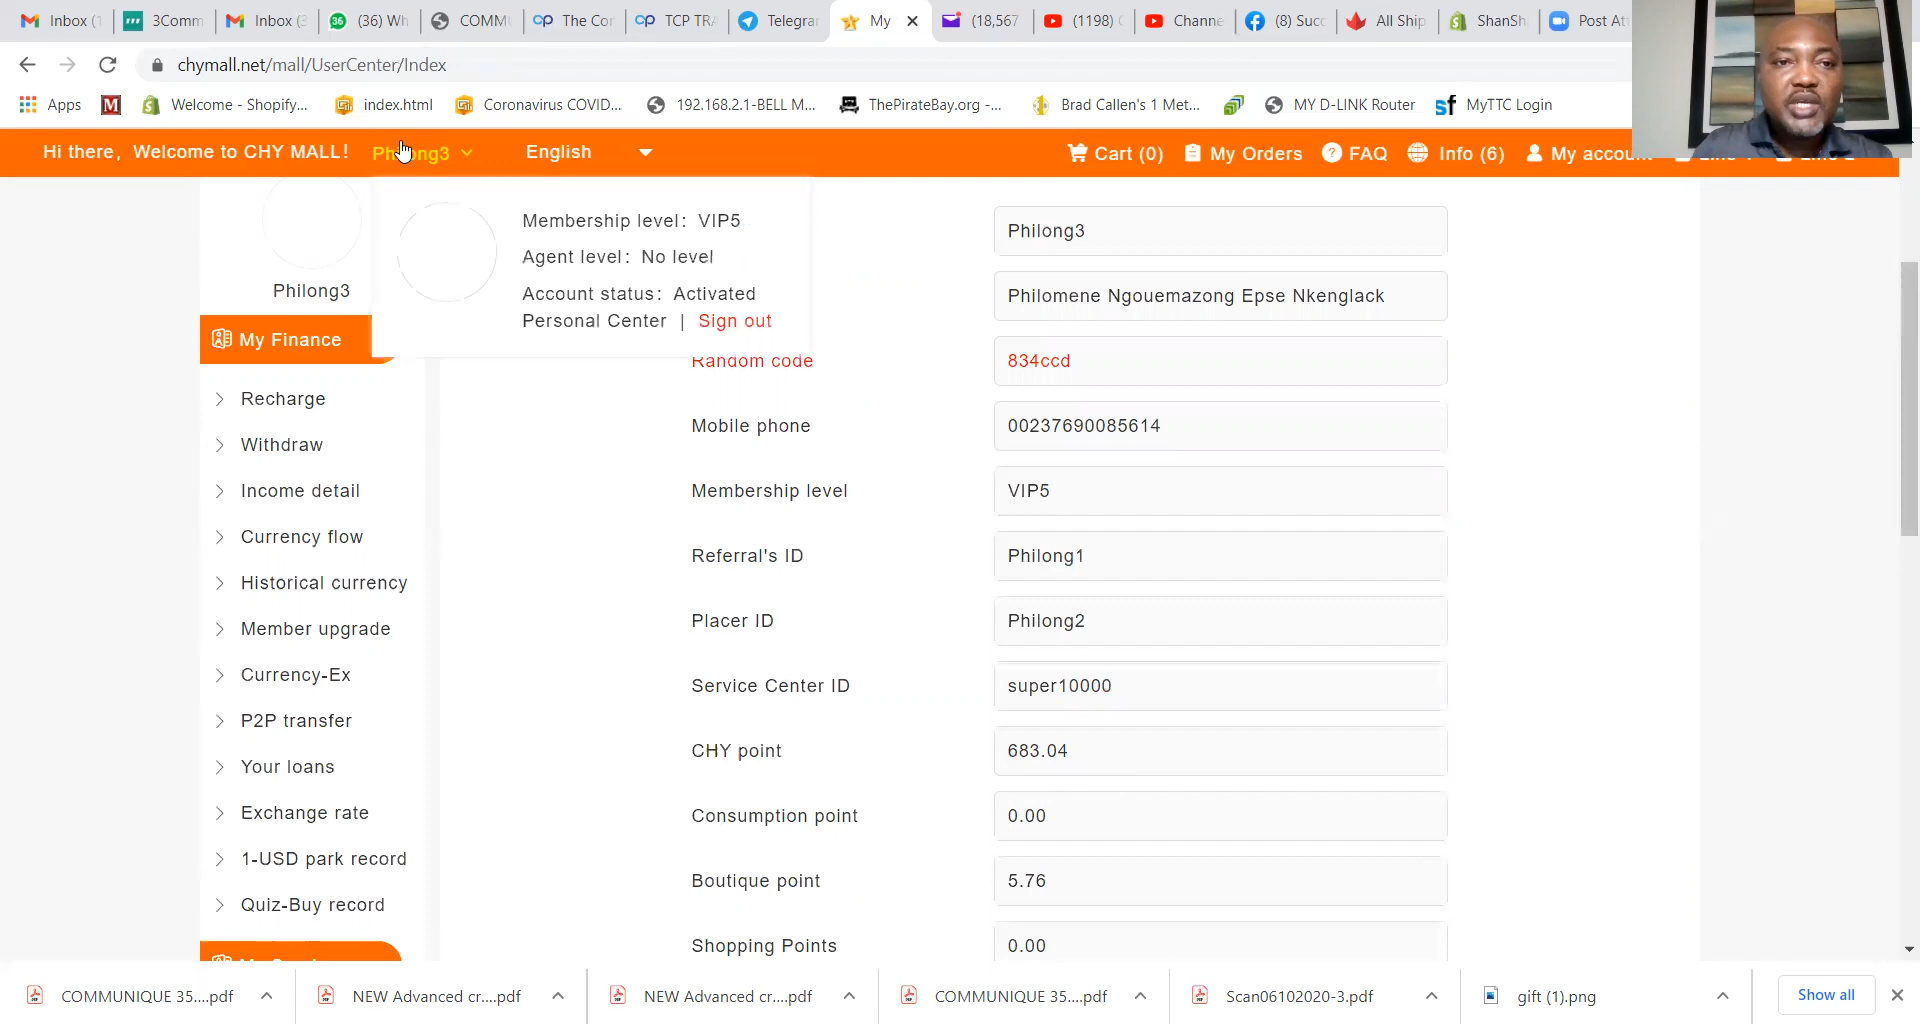 Inbox (1 3Comm Inbox (3 (36) Wh COMMU The Cor TCP TRA Telegra My (18,567 (1198) Channe (8) Succ All Ship ShanSh Post At
chymall.net/mall/UserCenter/Index
Apps Welcome - Shopify... index.html Coronavirus COVID... 192.168.2.1-BELL M... ThePirateBay.org -... Brad Callen's 1 Met... MY D-LINK Router MyTTC Login
Hi there, Welcome to CHY MALL! Philong3 English Cart (0) My Orders FAQ Info (6) My account
Membership level: VIP5
Agent level: No level
Account status: Activated
Personal Center | Sign out
Philong3
My Finance
Recharge
Withdraw
Income detail
Currency flow
Historical currency
Member upgrade
Currency-Ex
P2P transfer
Your loans
Exchange rate
1-USD park record
Quiz-Buy record
Philong3
Philomene Ngouemazong Epse Nkenglack
Random code 834ccd
Mobile phone 00237690085614
Membership level VIP5
Referral's ID Philong1
Placer ID Philong2
Service Center ID super10000
CHY point 683.04
Consumption point 0.00
Boutique point 5.76
Shopping Points 0.00
COMMUNIQUE 35....pdf NEW Advanced cr....pdf NEW Advanced cr....pdf COMMUNIQUE 35....pdf Scan06102020-3.pdf gift (1).png Show all